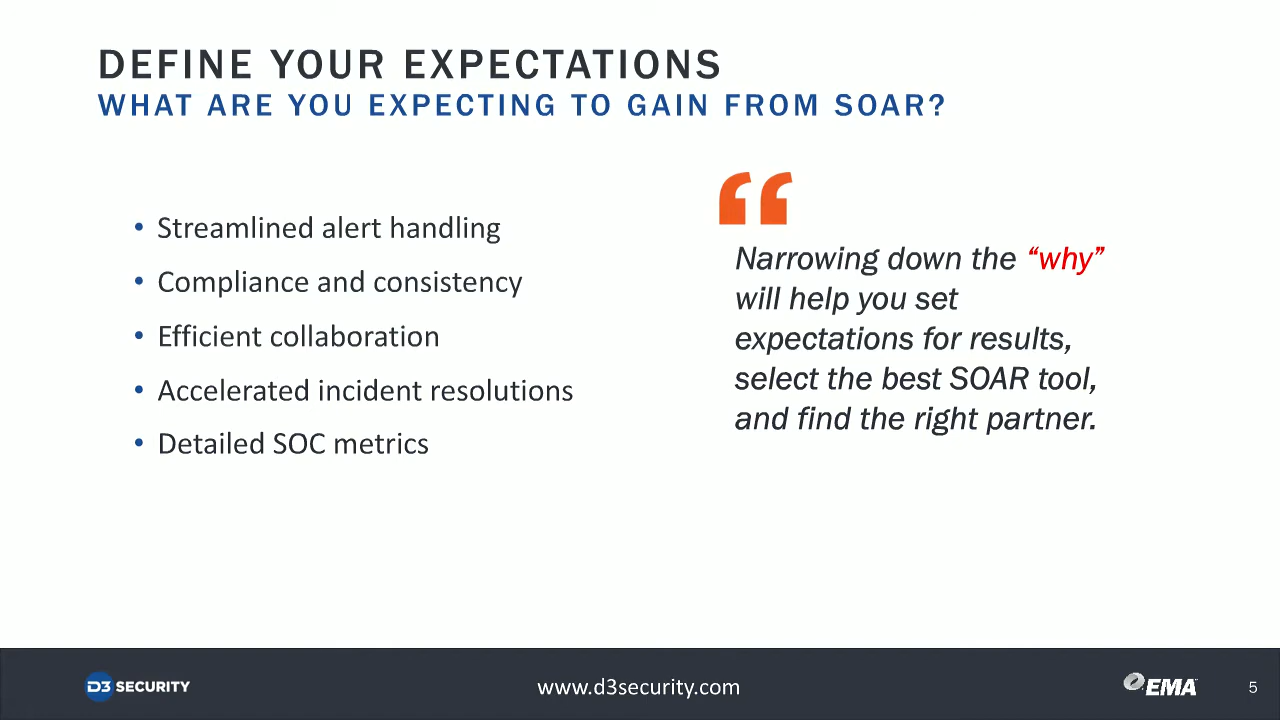 DEFINE YOUR EXPECTATIONS
WHAT ARE YOU EXPECTING TO GAIN FROM SOAR?
• Streamlined alert handling
• Compliance and consistency
• Efficient collaboration
• Accelerated incident resolutions
• Detailed SOC metrics
“
Narrowing down the “why”
will help you set
expectations for results,
select the best SOAR tool,
and find the right partner.
D3 SECURITY
www.d3security.com
EMA
5